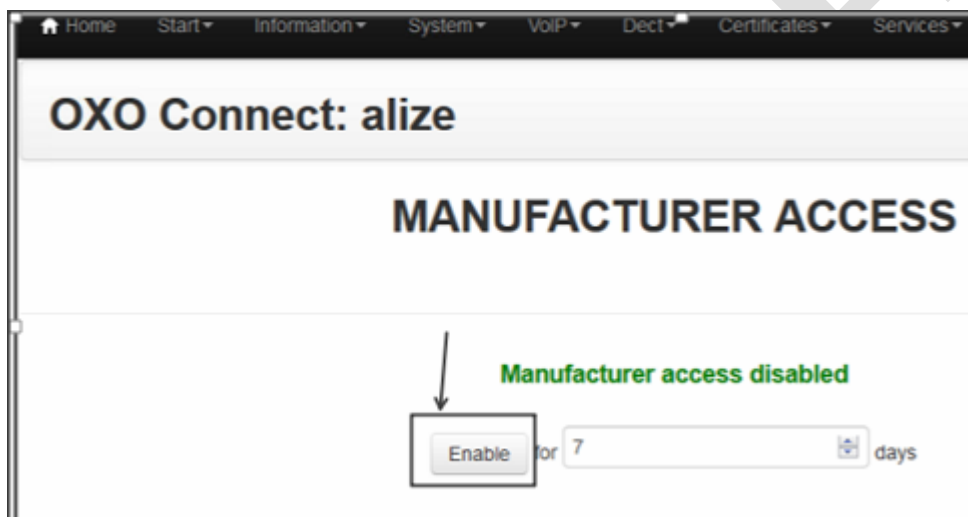 Home Start Information System VoIP Dect Certificates Services
OXO Connect: alize
MANUFACTURER ACCESS
Manufacturer access disabled
Enable for 7 days